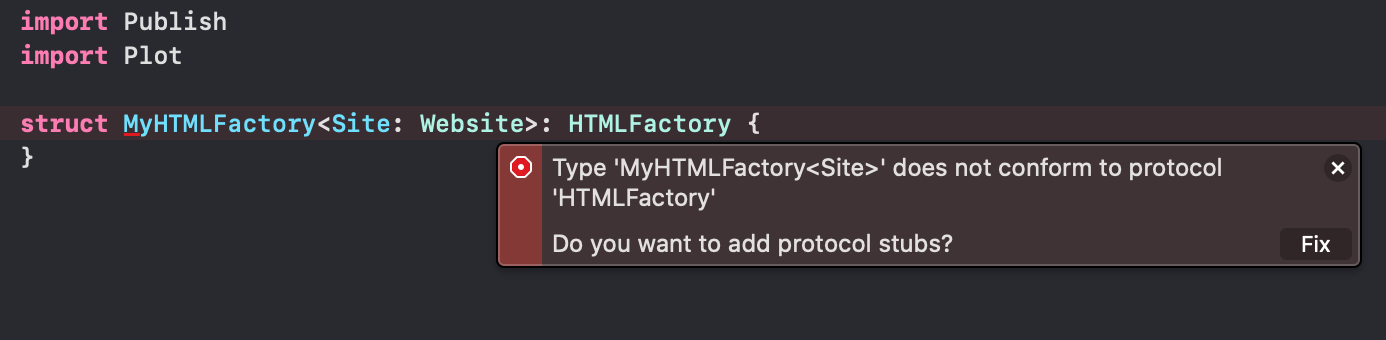 import Publish
import Plot
struct MyHTMLFactory<Site: Website>: HTMLFactory {
}
Type 'MyHTMLFactory<Site>' does not conform to protocol
'HTMLFactory'
Do you want to add protocol stubs?
Fix